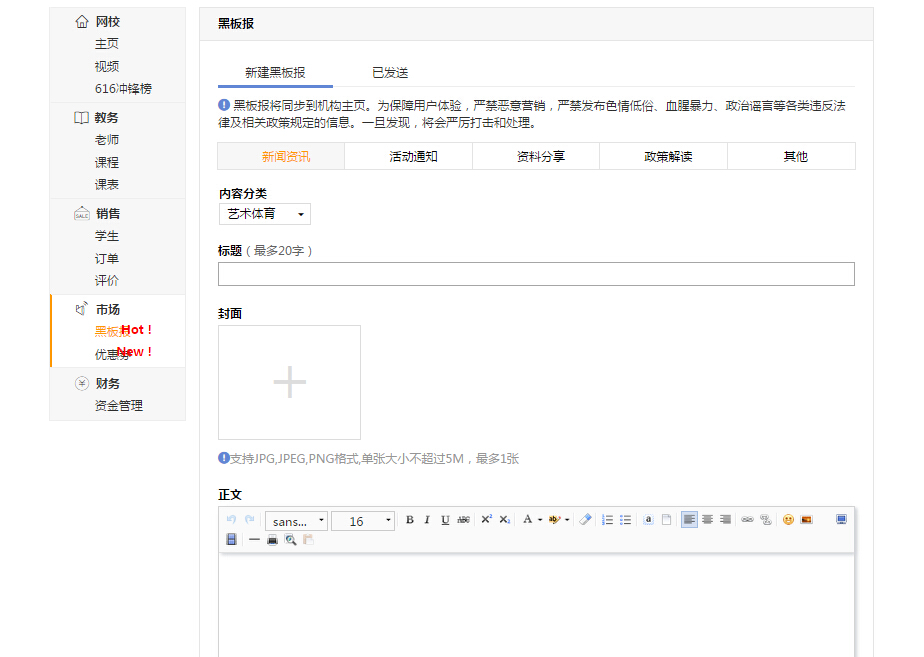 网校
主页
视频
616冲锋榜
教务
老师
课程
课表
SALE 销售
学生
订单
评价
市场
黑板报 Hot !
优惠券 New !
¥ 财务
资金管理
黑板报
新建黑板报 已发送
! 黑板报将同步到机构主页。为保障用户体验，严禁恶意营销，严禁发布色情低俗、血腥暴力、政治谣言等各类违反法
律及相关政策规定的信息。一旦发现，将会严厉打击和处理。
新闻资讯 活动通知 资料分享 政策解读 其他
内容分类
艺术体育
标题（最多20字）
封面
! 支持JPG,JPEG,PNG格式,单张大小不超过5M，最多1张
正文
sans... 16 B I U ABC X² X₂ A ab a